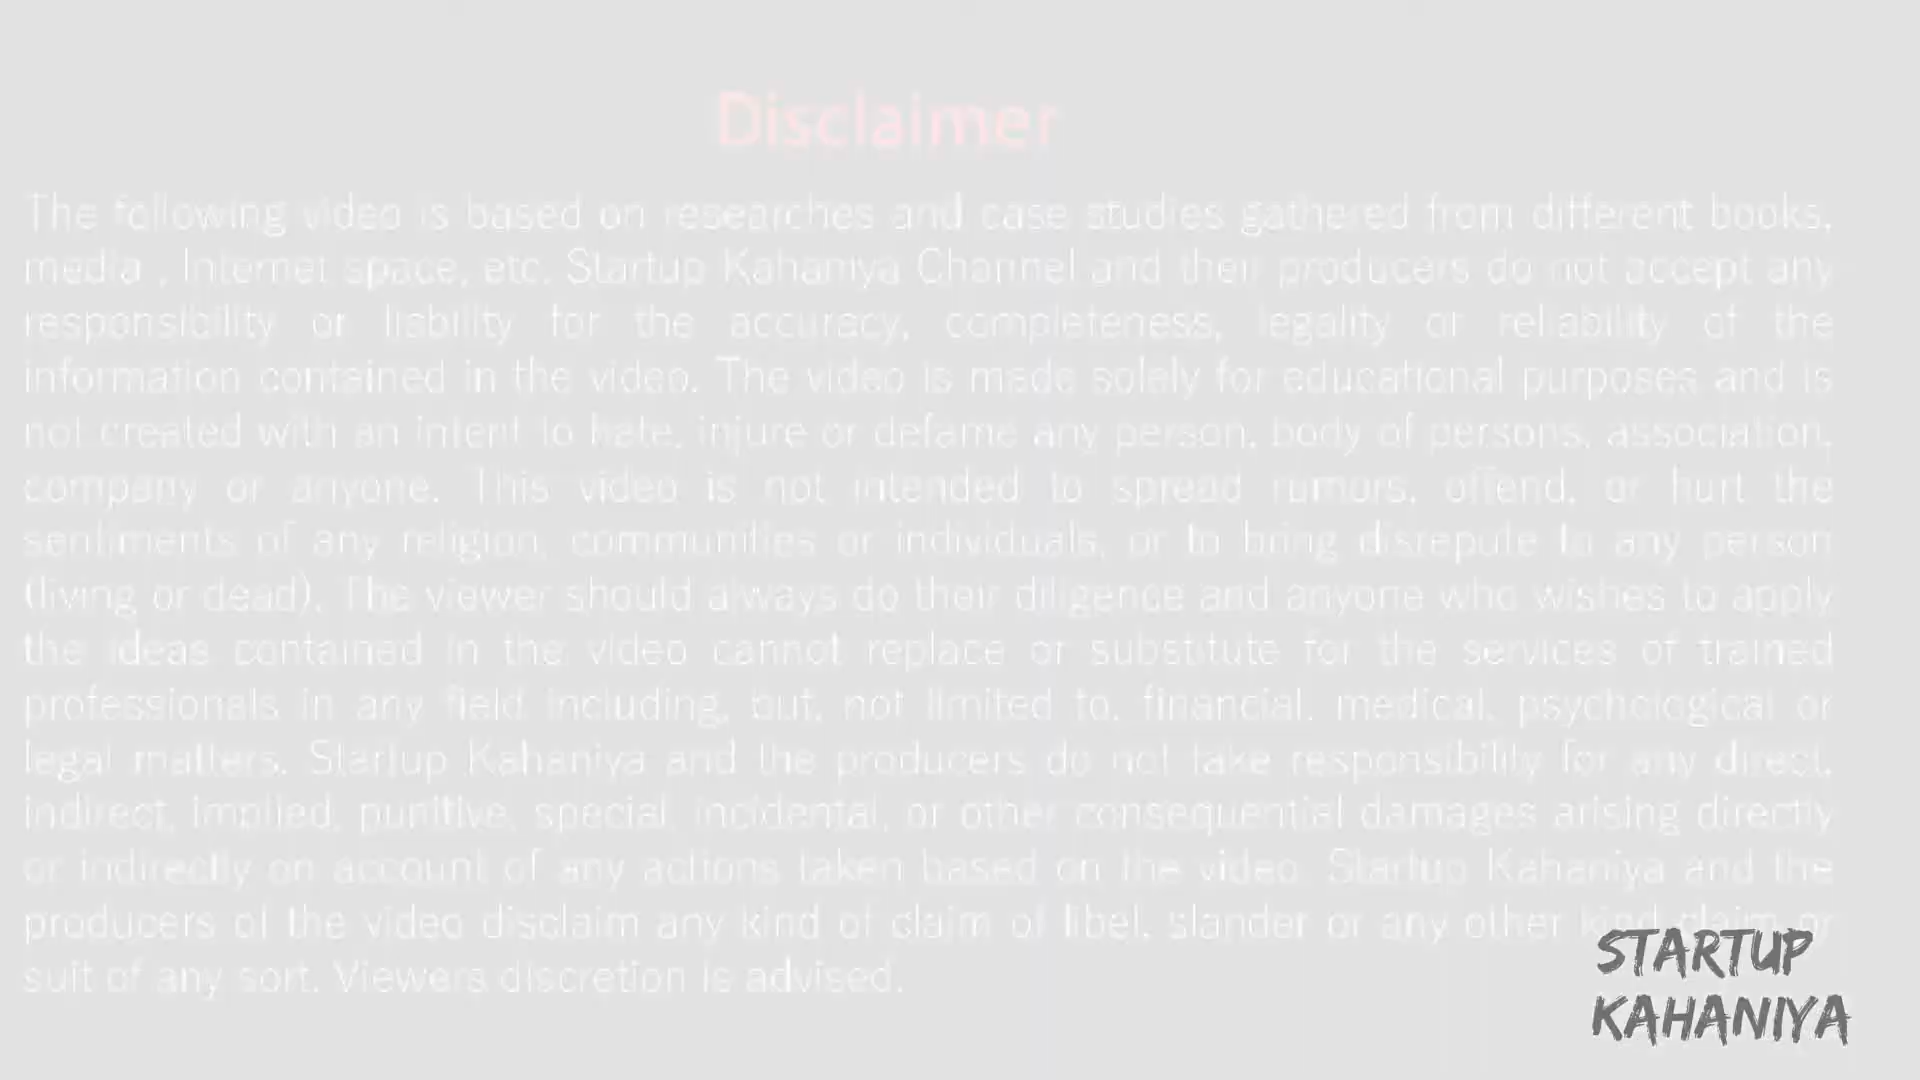 Disclaimer
The following video is based on researches and case studies gathered from different books,
media , Internet space, etc. Startup Kahaniya Channel and their producers do not accept any
responsibility or liability for the accuracy, completeness, legality or reliability of the
information contained in the video. The video is made solely for educational purposes and is
not created with an intent to hate, injure or defame any person, body of persons, association,
company or anyone. This video is not intended to spread rumors, offend, or hurt the
sentiments of any religion, communities or individuals, or to bring disrepute to any person
(living or dead). The viewer should always do their diligence and anyone who wishes to apply
the ideas contained in the video cannot replace or substitute for the services of trained
professionals in any field including, but, not limited to, financial, medical, psychological or
legal matters. Startup Kahaniya and the producers do not take responsibility for any direct,
indirect, implied, punitive, special, incidental, or other consequential damages arising directly
or indirectly on account of any actions taken based on the video. Startup Kahaniya and the
producers of the video disclaim any kind of claim of libel, slander or any other kind claim or
suit of any sort. Viewers discretion is advised.
STARTUP
KAHANIYA